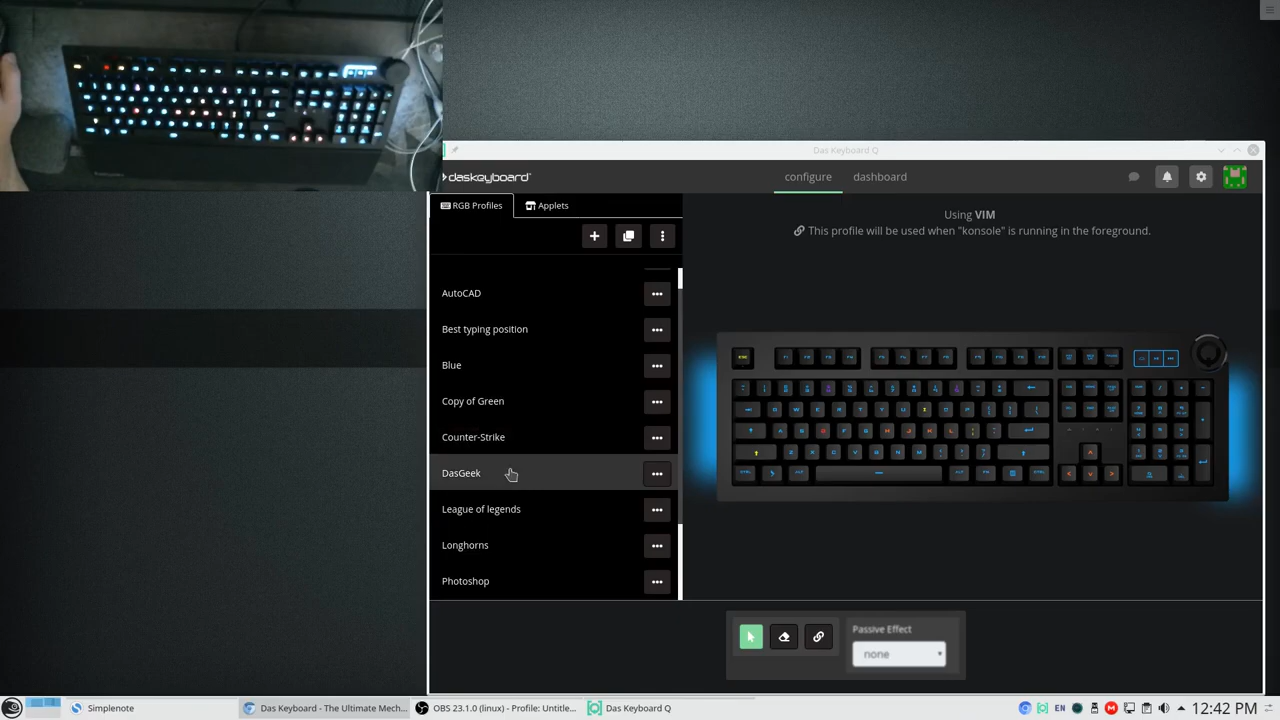 Das Keyboard Q
daskeyboard®
configure
dashboard
RGB Profiles
Applets
Using VIM
This profile will be used when "konsole" is running in the foreground.
AutoCAD
Best typing position
Blue
Copy of Green
Counter-Strike
DasGeek
League of legends
Longhorns
Photoshop
Passive Effect
none
Simplenote
Das Keyboard - The Ultimate Mech...
OBS 23.1.0 (linux) - Profile: Untitle...
Das Keyboard Q
EN
12:42 PM